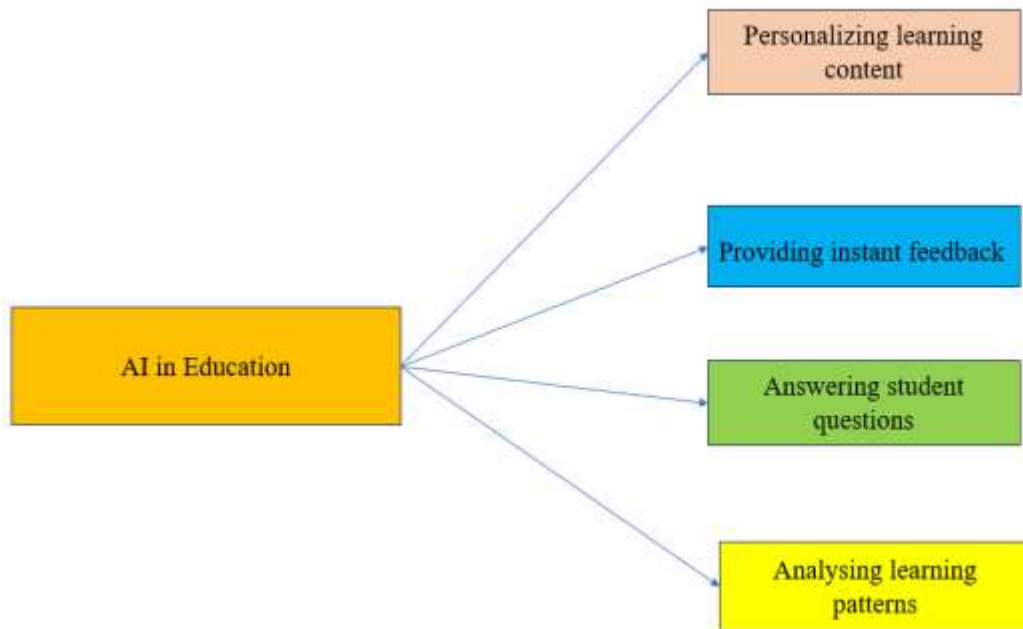 Personalizing learning
content
Providing instant feedback
AI in Education
Answering student
questions
Analysing learning
patterns